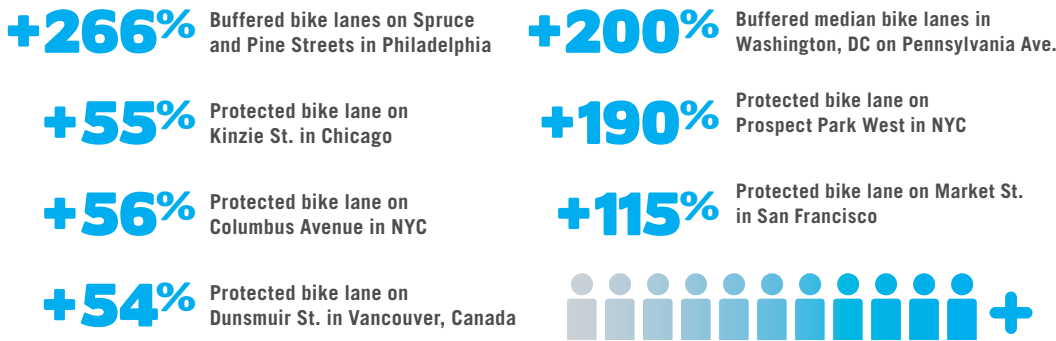 +266%
Buffered bike lanes on Spruce
and Pine Streets in Philadelphia
+55%
Protected bike lane on
Kinzie St. in Chicago
+56%
Protected bike lane on
Columbus Avenue in NYC
+54%
Protected bike lane on
Dunsmuir St. in Vancouver, Canada
+200%
Buffered median bike lanes in
Washington, DC on Pennsylvania Ave.
+190%
Protected bike lane on
Prospect Park West in NYC
+115%
Protected bike lane on Market St.
in San Francisco
+